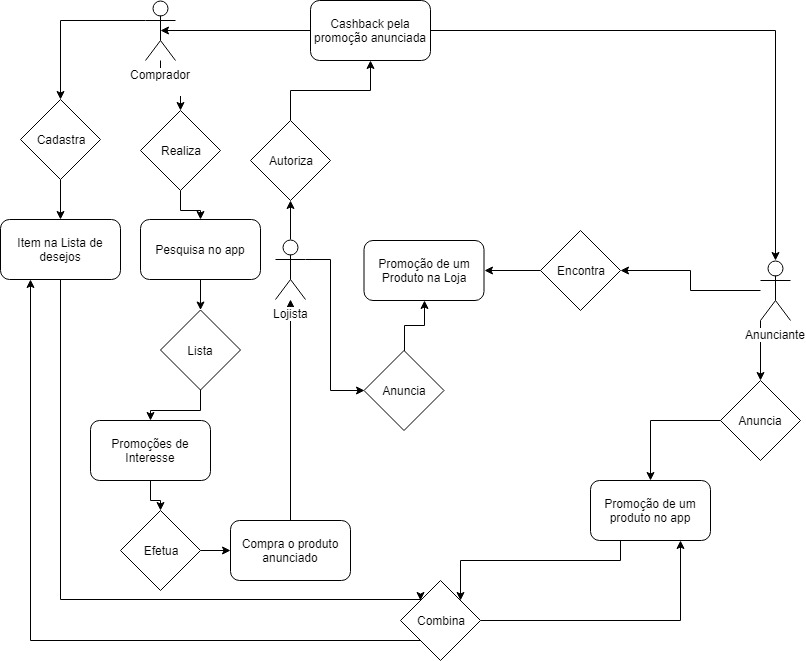 Cashback pela
promoção anunciada
Comprador
Cadastra
Realiza
Autoriza
Item na Lista de
desejos
Pesquisa no app
Promoção de um
Produto na Loja
Encontra
Lojista
Anunciante
Lista
Anuncia
Anuncia
Promoções de
Interesse
Promoção de um
produto no app
Efetua
Compra o produto
anunciado
Combina